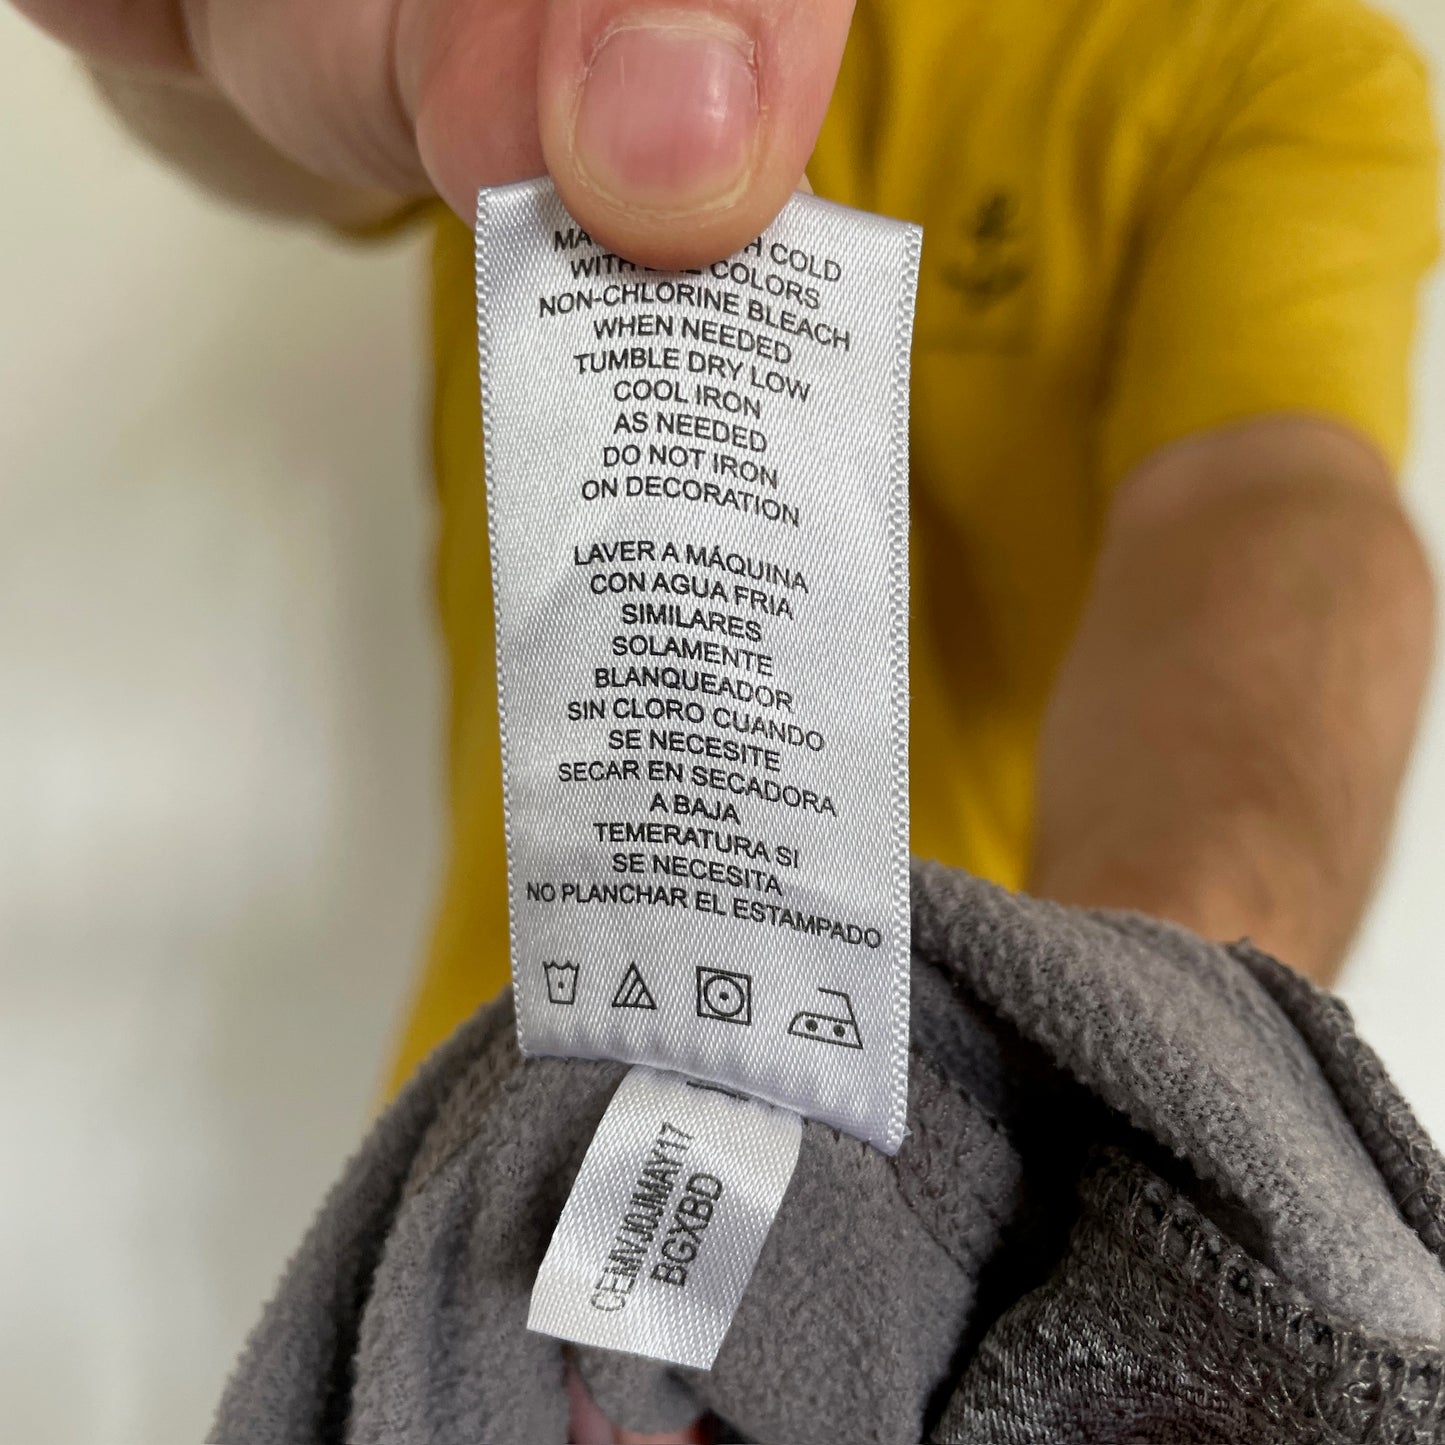 COLD
WITH COLORS
NON-CHLORINE BLEACH
WHEN NEEDED
TUMBLE DRY LOW
COOL IRON
AS NEEDED
DO NOT IRON
ON DECORATION
LAVER A MÁQUINA
CON AGUA FRIA
SIMILARES
SOLAMENTE
BLANQUEADOR
SIN CLORO CUANDO
SE NECESITE
SECAR EN SECADORA
A BAJA
TEMERATURA SI
SE NECESITA
NO PLANCHAR EL ESTAMPADO
BGXBD